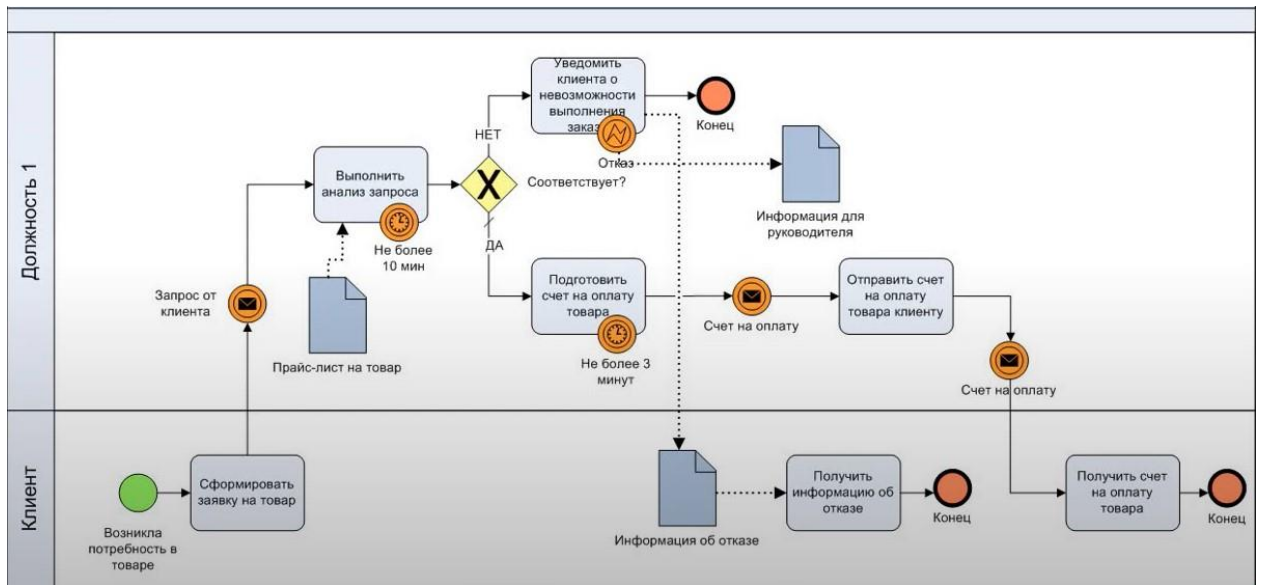 Должность 1
Уведомить
клиента о
невозможности
выполнения
заказ
Конец
НЕТ
Отказ
Выполнить
анализ запроса
Соответствует?
Не более
10 мин
ДА
Информация для
руководителя
Запрос от
клиента
Прайс-лист на товар
Подготовить
счет на оплату
товара
Не более 3
минут
Счет на оплату
Отправить счет
на оплату
товара клиенту
Счет на оплату
Клиент
Возникла
потребность в
товаре
Сформировать
заявку на товар
Информация об отказе
Получить
информацию об
отказе
Конец
Получить счет
на оплату
товара
Конец